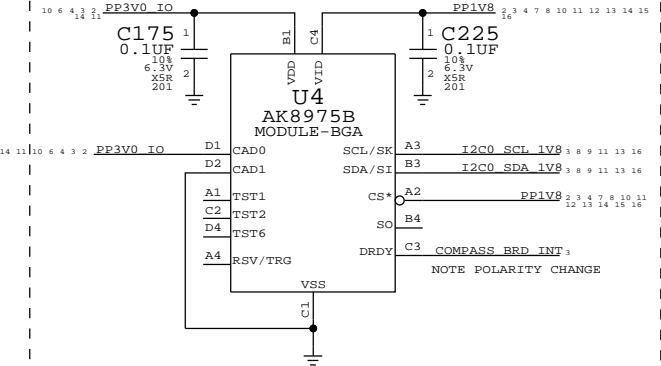 10 6 4 3 2 PP3V0_IO
14 11
PP1V8 2 3 4 7 8 10 11 12 13 14 15
16
C175 1
0.1UF
10%
6.3V
X5R
201
2
B1
C4
1 C225
0.1UF
10%
6.3V
X5R
201
2
VDD
VID
U4
AK8975B
MODULE-BGA
14 11 10 6 4 3 2 PP3V0_IO
D1
CAD0
D2
CAD1
A1
TST1
C2
TST2
D4
TST6
A4
RSV/TRG
SCL/SK
A3
I2C0_SCL_1V8 3 8 9 11 13 16
SDA/SI
B3
I2C0_SDA_1V8 3 8 9 11 13 16
CS*
A2
PP1V8 2 3 4 7 8 10 11
12 13 14 15 16
SO
B4
DRDY
C3
COMPASS_BRD_INT 3
NOTE POLARITY CHANGE
VSS
C1